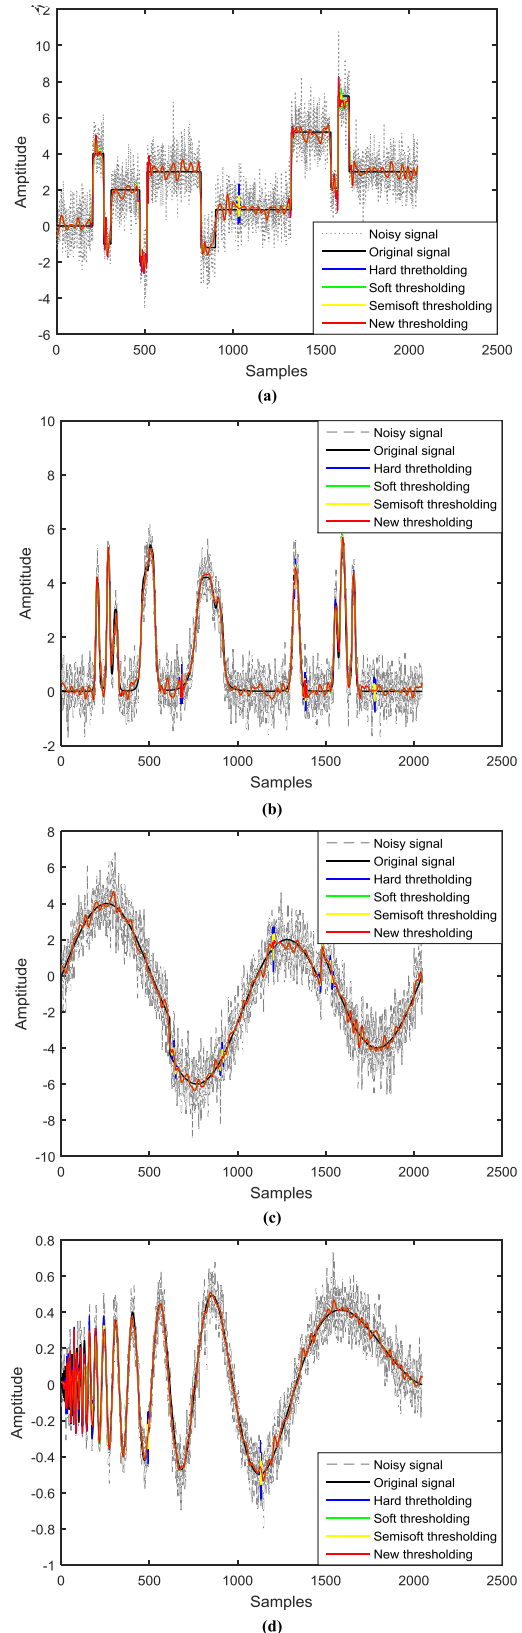 12
10
8
6
4
2
0
-2
-4
-6
Amptitude
Noisy signal
Original signal
Hard thretholding
Soft thresholding
Semisoft thresholding
New thresholding
0 500 1000 1500 2000 2500
Samples
(a)
10
8
6
4
2
0
-2
Amptitude
Noisy signal
Original signal
Hard thretholding
Soft thresholding
Semisoft thresholding
New thresholding
0 500 1000 1500 2000 2500
Samples
(b)
8
6
4
2
0
-2
-4
-6
-8
-10
Amptitude
Noisy signal
Original signal
Hard thretholding
Soft thresholding
Semisoft thresholding
New thresholding
0 500 1000 1500 2000 2500
Samples
(c)
0.8
0.6
0.4
0.2
0
-0.2
-0.4
-0.6
-0.8
-1
Amptitude
Noisy signal
Original signal
Hard thretholding
Soft thresholding
Semisoft thresholding
New thresholding
0 500 1000 1500 2000 2500
Samples
(d)